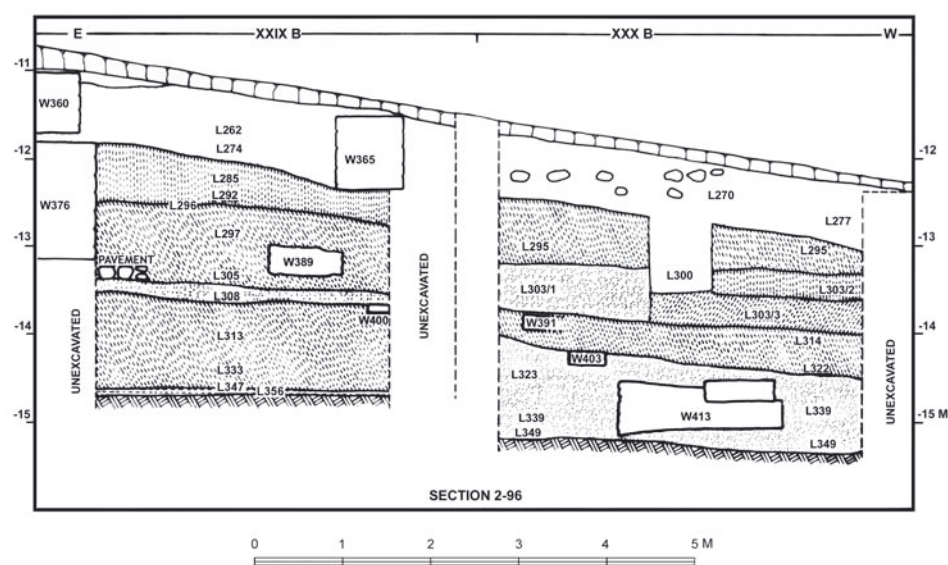 E XXIX B XXX B W
-11
W360
L262
W365
L274
-12
-12
L285
L270
L292
W376
L296
L277
-13
L297
L295
L295
-13
PAVEMENT
W389
L305
L300
L303/1
L303/2
L308
W400
W391
L303/3
-14
L313
L314
-14
W403
L333
L323
L322
L347
L356
-15
L339
W413
L339
-15 M
L349
L349
UNEXCAVATED
UNEXCAVATED
UNEXCAVATED
SECTION 2-96
0 1 2 3 4 5 M